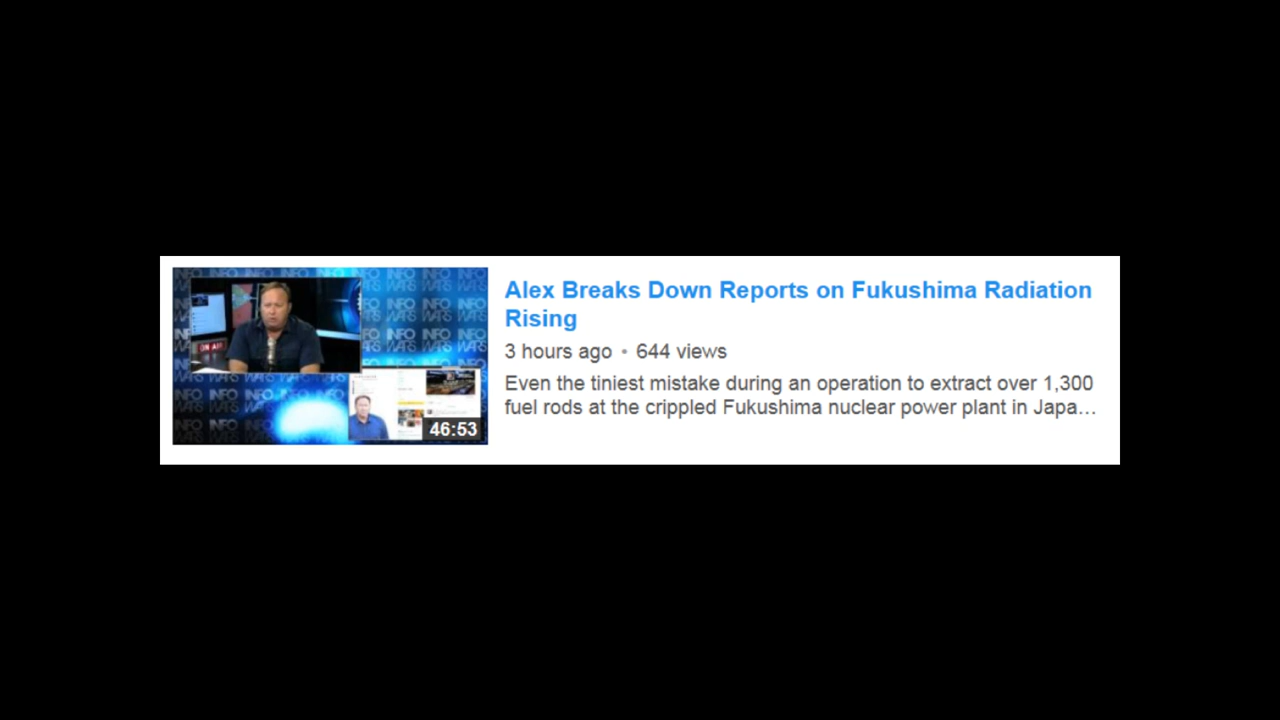 Alex Breaks Down Reports on Fukushima Radiation
Rising
3 hours ago • 644 views
Even the tiniest mistake during an operation to extract over 1,300
fuel rods at the crippled Fukushima nuclear power plant in Japa...
INFO WARS
ON AIR
46:53